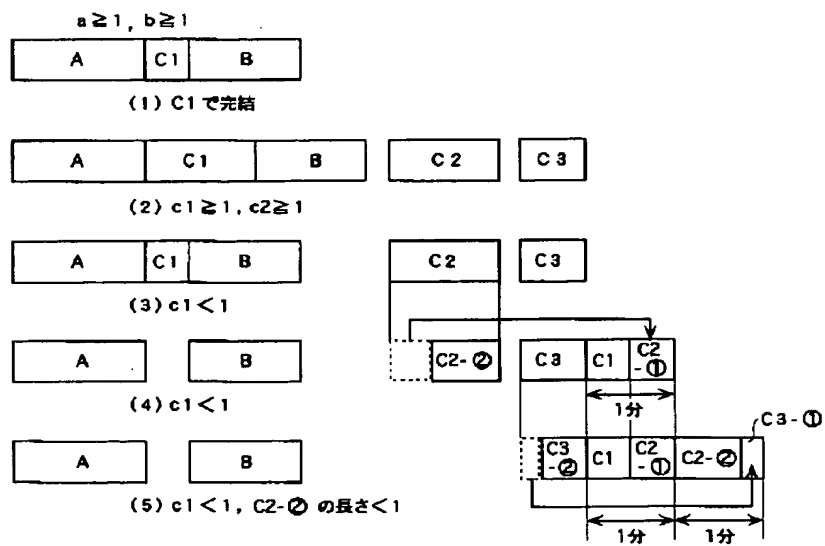 a≧1, b≧1
A C1 B
(1) C1で完結
A C1 B C2 C3
(2) c1≧1, c2≧1
A C1 B C2 C3
(3) c1<1
A B C2-② C3 C1 C2-①
(4) c1<1
1分
C3-①
A B C3-② C1 C2-① C2-②
(5) c1<1, C2-②の長さ<1
1分 1分